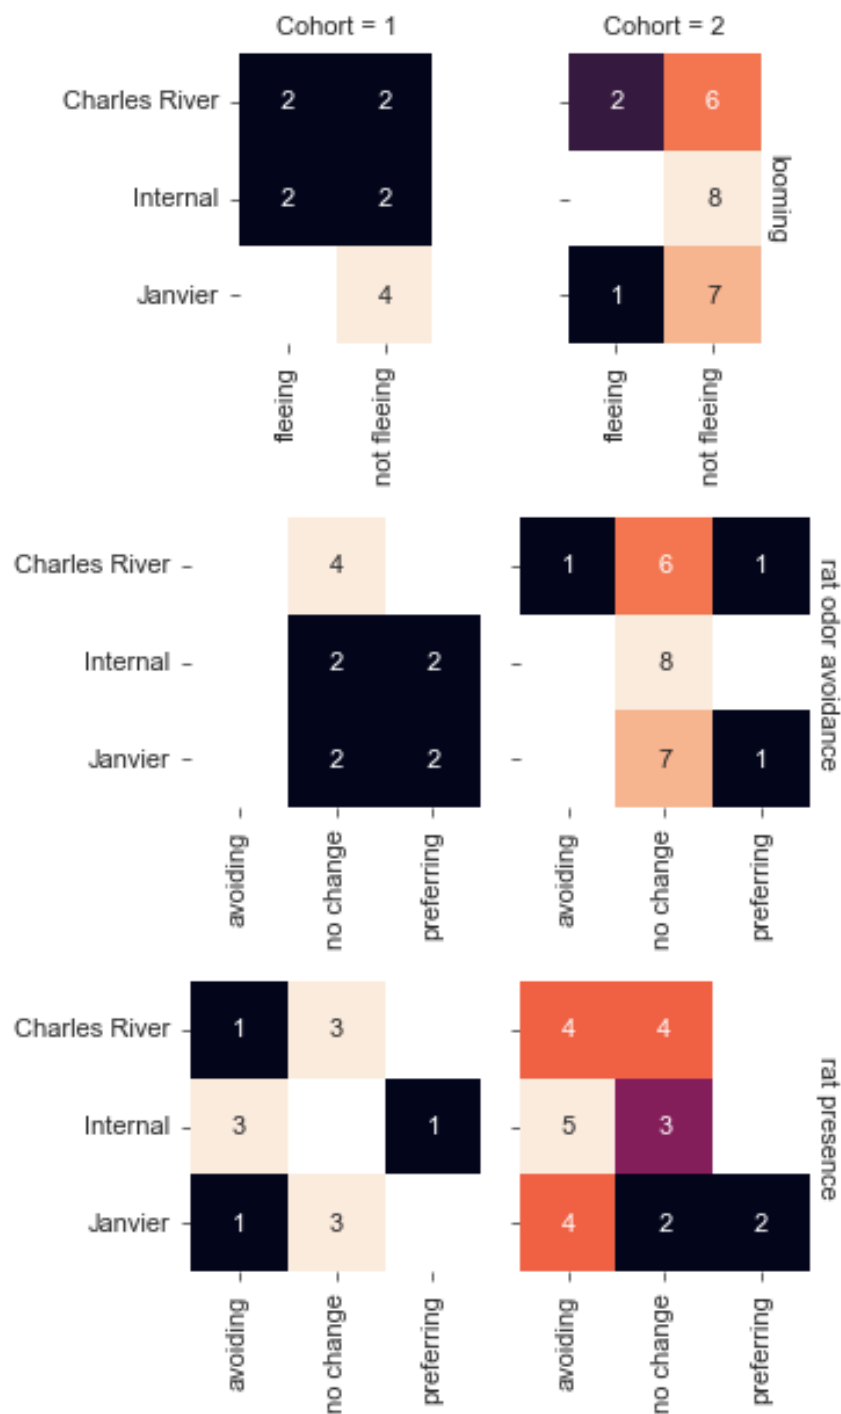 Cohort = 1 Cohort = 2
Charles River 2 2 2 6
Internal 2 2 8
Janvier 4 1 7
looming
fleeing not fleeing fleeing not fleeing
Charles River 4 1 6 1
Internal 2 2 8
Janvier 2 2 7 1
rat odor avoidance
avoiding no change preferring avoiding no change preferring
Charles River 1 3 4 4
Internal 3 1 5 3
Janvier 1 3 4 2 2
rat presence
avoiding no change preferring avoiding no change preferring